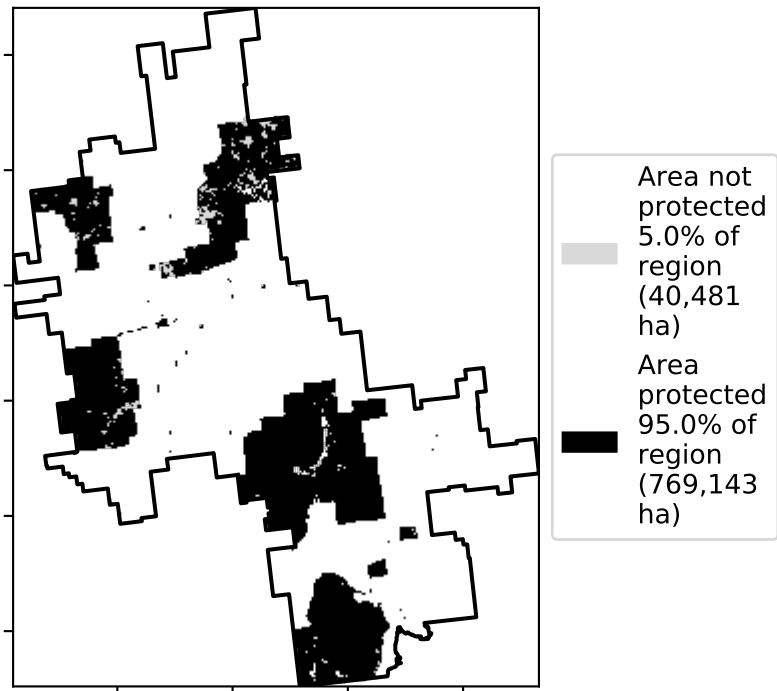 Area not
protected
5.0% of
region
(40,481
ha)
Area
protected
95.0% of
region
(769,143
ha)